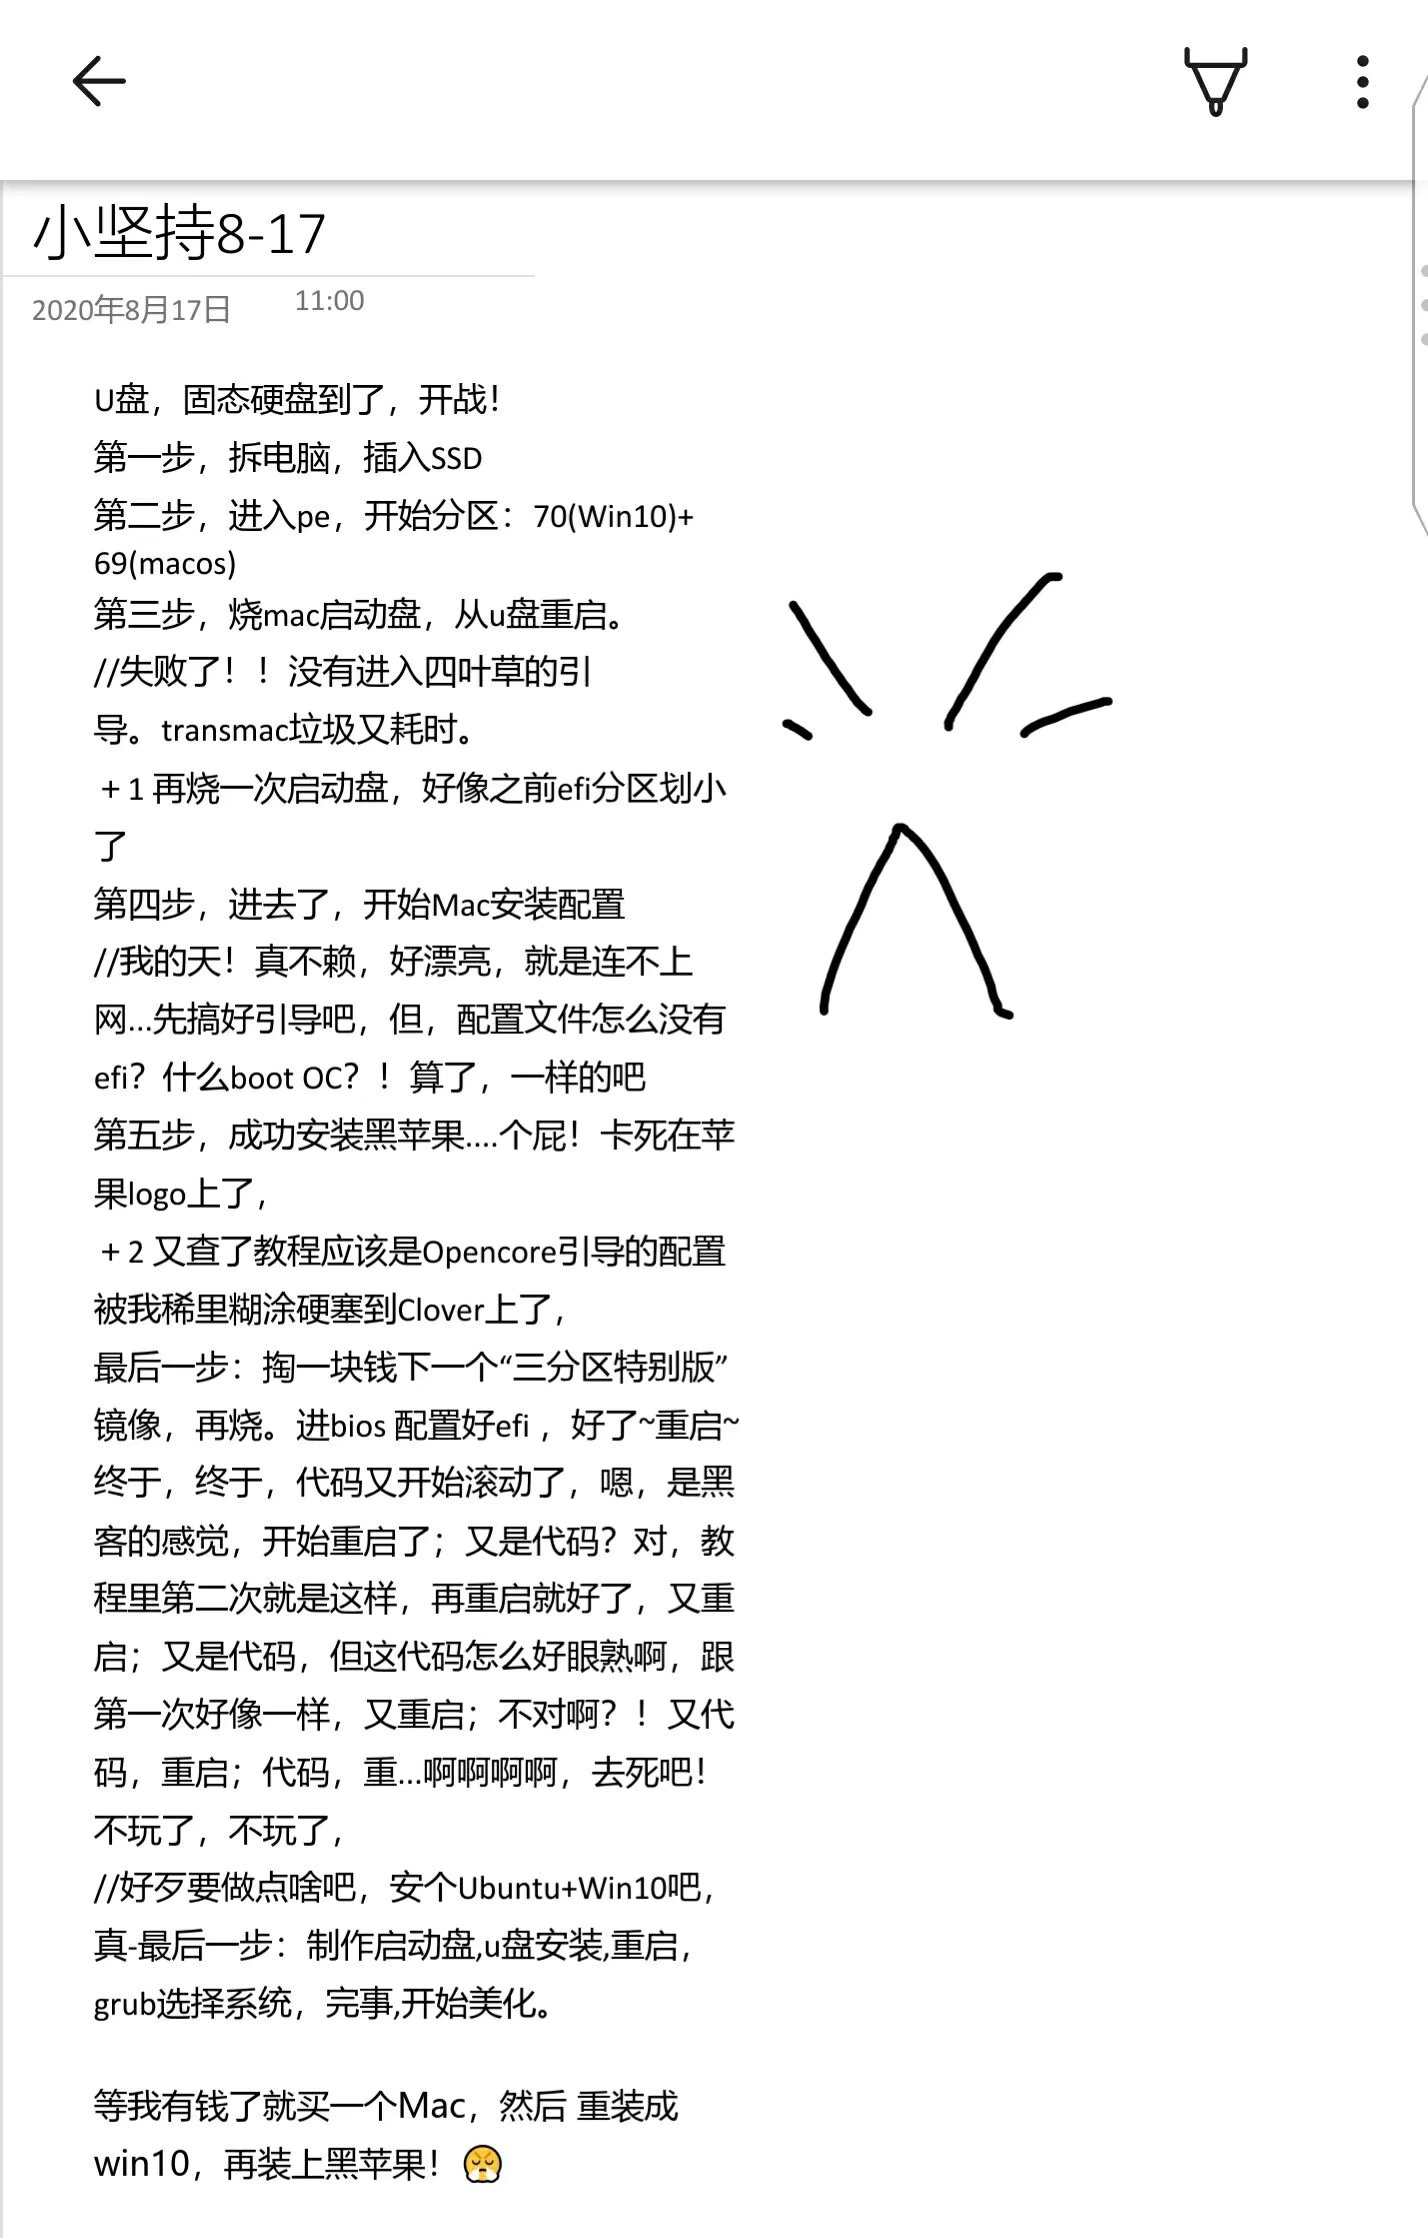 小坚持8-17
2020年8月17日 11:00
U盘，固态硬盘到了，开战！
第一步，拆电脑，插入SSD
第二步，进入pe，开始分区：70(Win10)+
69(macos)
第三步，烧mac启动盘，从u盘重启。
//失败了！！没有进入四叶草的引
导。transmac垃圾又耗时。
＋1 再烧一次启动盘，好像之前efi分区划小
了
第四步，进去了，开始Mac安装配置
//我的天！真不赖，好漂亮，就是连不上
网...先搞好引导吧，但，配置文件怎么没有
efi？什么boot OC？！算了，一样的吧
第五步，成功安装黑苹果....个屁！卡死在苹
果logo上了，
＋2 又查了教程应该是Opencore引导的配置
被我稀里糊涂硬塞到Clover上了，
最后一步：掏一块钱下一个“三分区特别版”
镜像，再烧。进bios 配置好efi ，好了~重启~
终于，终于，代码又开始滚动了，嗯，是黑
客的感觉，开始重启了；又是代码？对，教
程里第二次就是这样，再重启就好了，又重
启；又是代码，但这代码怎么好眼熟啊，跟
第一次好像一样，又重启；不对啊？！又代
码，重启；代码，重...啊啊啊啊，去死吧！
不玩了，不玩了，
//好歹要做点啥吧，安个Ubuntu+Win10吧，
真-最后一步：制作启动盘,u盘安装,重启，
grub选择系统，完事,开始美化。
等我有钱了就买一个Mac，然后 重装成
win10，再装上黑苹果！😤